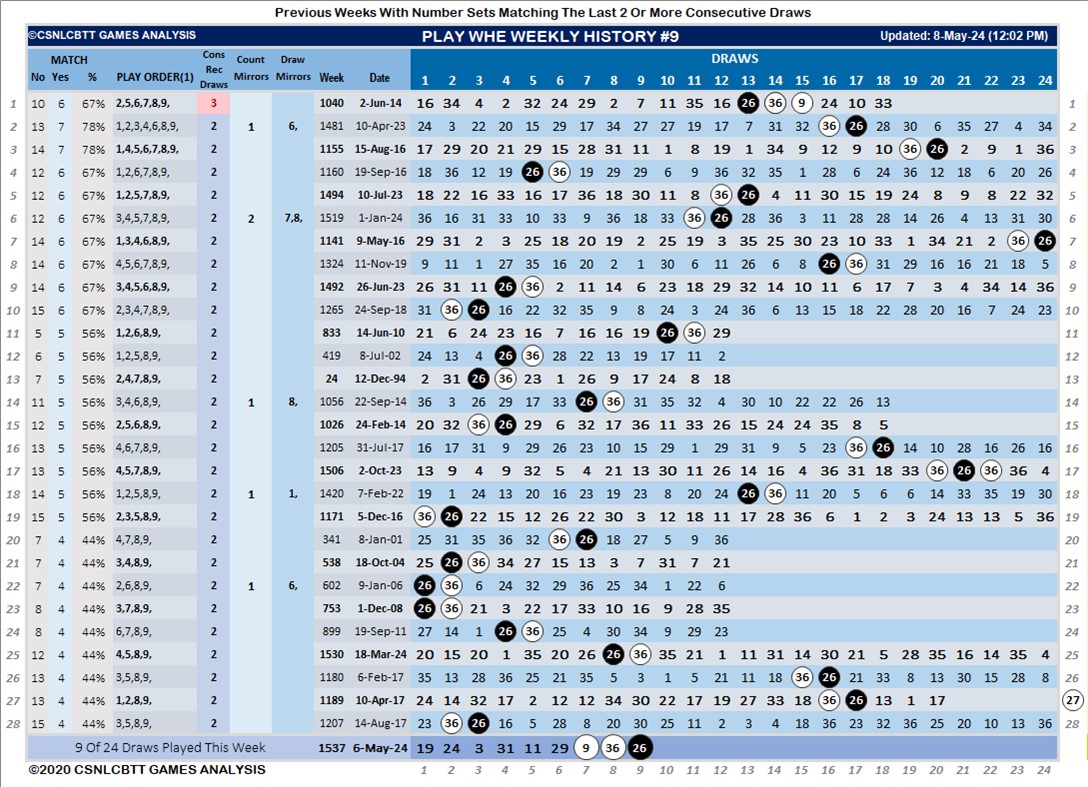 Previous Weeks With Number Sets Matching The Last 2 Or More Consecutive Draws
©CSNLCBTT GAMES ANALYSIS PLAY WHE WEEKLY HISTORY #9 Updated: 8-May-24 (12:02 PM)
MATCH Cons Rec Draws Count Mirrors Draw Mirrors DRAWS
No Yes % PLAY ORDER(1) Week Date 1 2 3 4 5 6 7 8 9 10 11 12 13 14 15 16 17 18 19 20 21 22 23 24
1 10 6 67% 2,5,6,7,8,9, 3 1040 2-Jun-14 16 34 4 2 32 24 29 2 7 11 35 16 26 14 9 24 10 33 1
2 13 7 78% 1,2,3,4,6,8,9, 2 1 6, 1481 10-Apr-23 24 3 22 20 15 29 17 34 27 27 19 17 7 31 32 16 17 28 30 6 35 27 4 34 2
3 14 7 78% 1,4,5,6,7,8,9, 2 1155 15-Aug-16 17 29 20 21 29 15 28 31 11 1 8 19 1 34 9 12 9 10 19 26 2 9 1 36 3
4 12 6 67% 1,2,6,7,8,9, 2 1160 19-Sep-16 18 36 12 19 26 6 19 29 29 6 9 36 32 35 1 28 6 24 36 12 18 6 20 26 4
5 12 6 67% 1,2,5,7,8,9, 2 1494 10-Jul-23 18 22 16 33 16 17 36 18 30 11 8 36 26 4 11 30 15 19 24 8 9 8 22 32 5
6 12 6 67% 3,4,5,7,8,9, 2 2 7,8, 1519 1-Jan-24 36 16 31 33 10 33 9 36 18 33 36 26 28 36 3 11 28 28 14 26 4 13 31 30 6
7 14 6 67% 1,3,4,6,8,9, 2 1141 9-May-16 29 31 2 3 25 18 20 19 2 25 19 3 35 25 30 23 10 33 1 34 21 2 36 26 7
8 14 6 67% 4,5,6,7,8,9, 2 1324 11-Nov-19 9 11 1 27 35 16 20 2 1 30 6 11 26 6 8 26 36 31 29 16 16 21 18 5 8
9 14 6 67% 3,4,5,6,8,9, 2 1492 26-Jun-23 26 31 11 26 36 2 11 14 6 23 18 29 32 14 10 11 6 17 7 3 4 34 14 36 9
10 15 6 67% 2,3,4,7,8,9, 2 1265 24-Sep-18 31 36 26 16 22 32 35 9 8 24 3 24 36 6 13 15 18 22 28 20 16 7 24 23 10
11 5 5 56% 1,2,6,8,9, 2 833 14-Jun-10 21 6 24 23 16 7 16 16 19 26 36 29 11
12 6 5 56% 1,2,5,8,9, 2 419 8-Jul-02 24 13 4 26 36 28 22 13 19 17 11 2 12
13 7 5 56% 2,4,7,8,9, 2 24 12-Dec-94 2 31 26 36 23 1 26 9 17 24 8 18 13
14 11 5 56% 3,4,6,8,9, 2 1 8, 1056 22-Sep-14 36 3 26 29 17 33 26 36 31 35 32 4 30 10 22 22 26 13 14
15 12 5 56% 2,5,6,8,9, 2 1026 24-Feb-14 20 32 36 26 29 6 32 17 36 11 33 26 15 24 24 35 8 5 15
16 13 5 56% 4,6,7,8,9, 2 1205 31-Jul-17 16 17 31 9 29 26 23 10 15 29 1 29 31 9 5 23 36 26 14 10 28 16 26 16 16
17 13 5 56% 4,5,7,8,9, 2 1506 2-Oct-23 13 9 4 9 32 5 4 21 13 30 11 26 14 16 4 36 31 18 33 36 26 36 36 4 17
18 14 5 56% 1,2,5,8,9, 2 1 1, 1420 7-Feb-22 19 1 24 13 20 16 23 19 23 8 20 24 26 36 11 20 5 6 6 14 33 35 19 30 18
19 15 5 56% 2,3,5,8,9, 2 1171 5-Dec-16 36 26 22 15 12 26 22 30 3 12 18 11 17 28 36 6 1 2 3 24 13 13 5 36 19
20 7 4 44% 4,7,8,9, 2 341 8-Jan-01 25 31 35 36 32 36 26 18 27 5 9 36 20
21 7 4 44% 3,4,8,9, 2 538 18-Oct-04 25 26 36 34 27 15 13 3 7 31 7 21 21
22 7 4 44% 2,6,8,9, 2 1 6, 602 9-Jan-06 26 36 6 24 32 29 36 25 34 1 22 6 22
23 8 4 44% 3,7,8,9, 2 753 1-Dec-08 26 36 21 3 22 17 33 10 16 9 28 35 23
24 8 4 44% 6,7,8,9, 2 899 19-Sep-11 27 14 1 26 36 25 4 30 34 9 29 23 24
25 12 4 44% 4,5,8,9, 2 1530 18-Mar-24 20 15 20 1 35 20 26 26 36 35 21 1 11 31 14 30 21 5 28 35 16 14 35 4 25
26 13 4 44% 3,5,8,9, 2 1180 6-Feb-17 35 13 28 36 25 21 35 5 3 1 5 21 11 18 36 26 21 33 8 13 30 15 28 8 26
27 13 4 44% 1,2,8,9, 2 1189 10-Apr-17 24 14 32 17 2 12 12 34 30 22 17 19 27 33 18 36 26 13 1 17 27
28 15 4 44% 3,5,8,9, 2 1207 14-Aug-17 23 36 26 16 5 28 8 20 30 25 11 2 3 4 18 36 23 32 36 25 20 10 13 36 28
9 Of 24 Draws Played This Week 1537 6-May-24 19 24 3 31 11 29 9 36 26
©2020 CSNLCBTT GAMES ANALYSIS 1 2 3 4 5 6 7 8 9 10 11 12 13 14 15 16 17 18 19 20 21 22 23 24